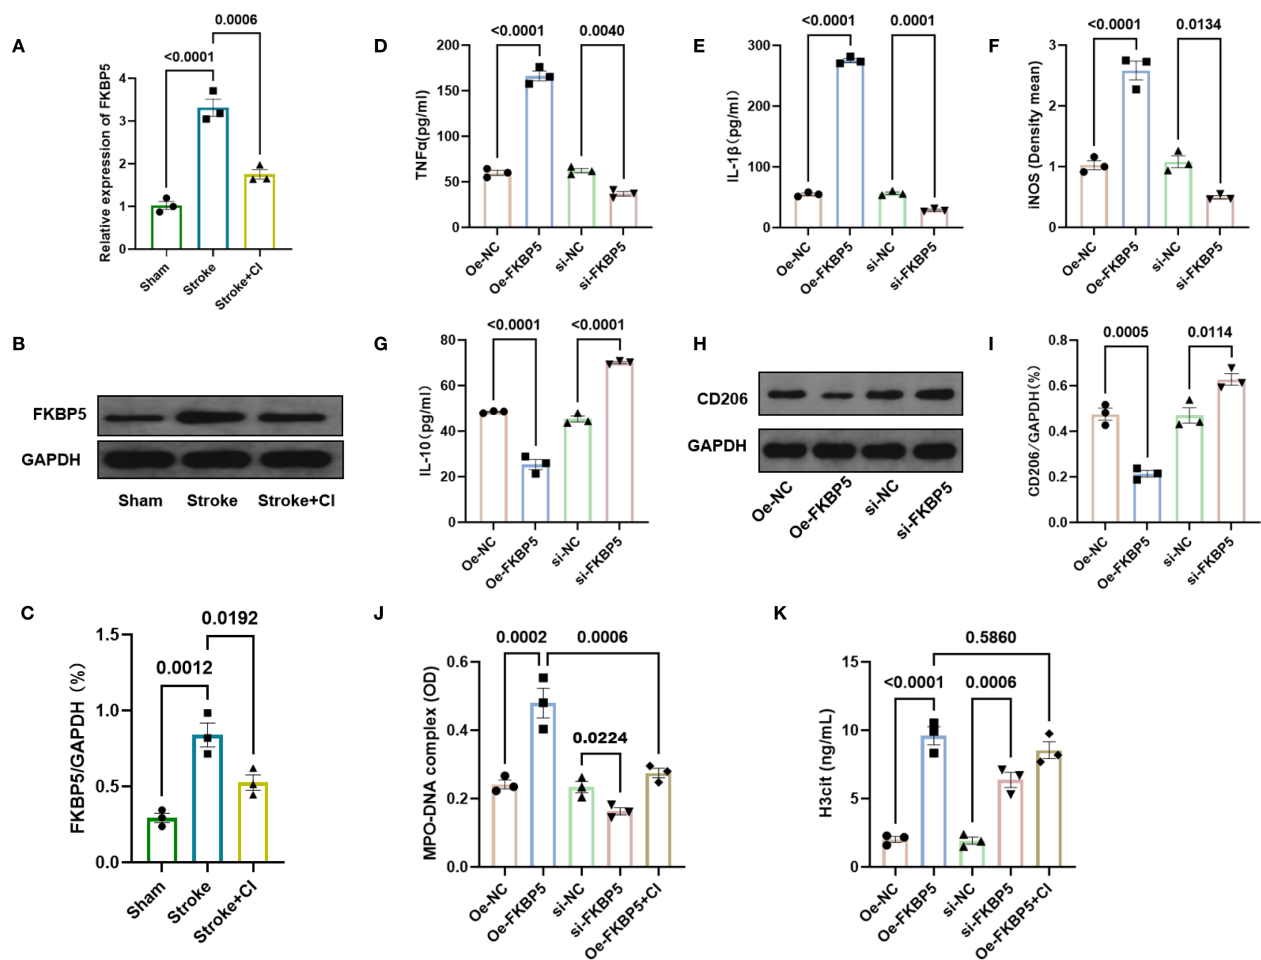 A
0.0006
<0.0001
Relative expression of FKBP5
4
3
2
1
0
Sham
Stroke
Stroke+Cl
D
<0.0001
0.0040
TNFα(pg/ml)
200
150
100
50
0
Oe-NC
Oe-FKBP5
si-NC
si-FKBP5
E
<0.0001
0.0001
IL-1β(pg/ml)
300
200
100
0
Oe-NC
Oe-FKBP5
si-NC
si-FKBP5
F
<0.0001
0.0134
iNOS (Density mean)
3
2
1
0
Oe-NC
Oe-FKBP5
si-NC
si-FKBP5
B
FKBP5
GAPDH
Sham Stroke Stroke+Cl
G
<0.0001
<0.0001
IL-10(pg/ml)
80
60
40
20
0
Oe-NC
Oe-FKBP5
si-NC
si-FKBP5
H
CD206
GAPDH
Oe-NC
Oe-FKBP5
si-NC
si-FKBP5
I
0.0005
0.0114
CD206/GAPDH(%)
0.8
0.6
0.4
0.2
0.0
Oe-NC
Oe-FKBP5
si-NC
si-FKBP5
C
0.0192
0.0012
FKBP5/GAPDH (%)
1.5
1.0
0.5
0.0
Sham
Stroke
Stroke+Cl
J
0.0002
0.0006
0.0224
MPO-DNA complex (OD)
0.6
0.4
0.2
0.0
Oe-NC
Oe-FKBP5
si-NC
si-FKBP5
Oe-FKBP5+Cl
K
0.5860
<0.0001
0.0006
H3cit (ng/mL)
15
10
5
0
Oe-NC
Oe-FKBP5
si-NC
si-FKBP5
Oe-FKBP5+Cl